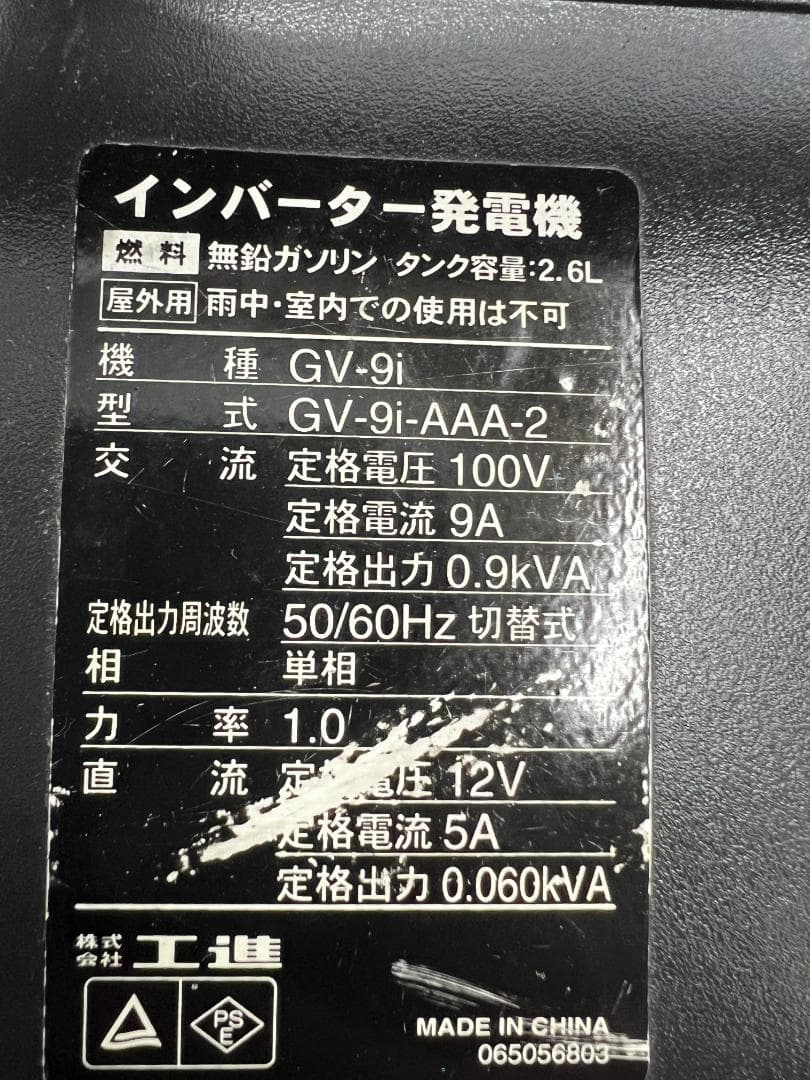 インバーター発電機
燃料 無鉛ガソリン タンク容量:2.6L
屋外用 雨中・室内での使用は不可
機種 GV-9i
型式 GV-9i-AAA-2
交流 定格電圧 100V
定格電流 9A
定格出力 0.9kVA
定格出力周波数 50/60Hz 切替式
相 単相
力率 1.0
直流 定格電圧 12V
定格電流 5A
定格出力 0.060kVA
株式会社 工進
PSE
MADE IN CHINA
065056803